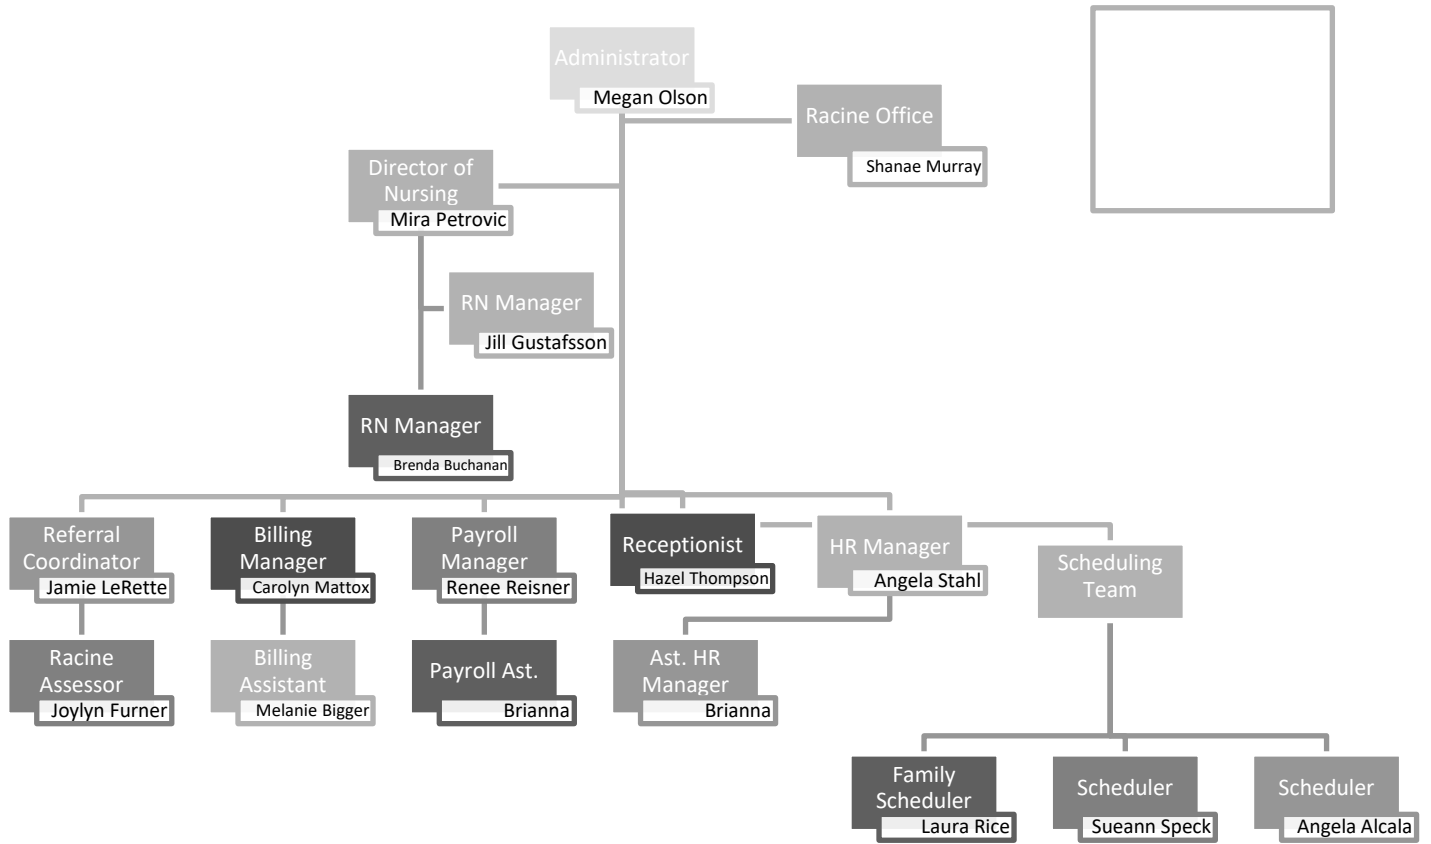 Administrator
Megan Olson
Racine Office
Shanae Murray
Director of
Nursing
Mira Petrovic
RN Manager
Jill Gustafsson
RN Manager
Brenda Buchanan
Referral
Coordinator
Jamie LeRette
Billing
Manager
Carolyn Mattox
Payroll
Manager
Renee Reisner
Receptionist
Hazel Thompson
HR Manager
Angela Stahl
Scheduling
Team
Racine
Assessor
Joylyn Furner
Billing
Assistant
Melanie Bigger
Payroll Ast.
Brianna
Ast. HR
Manager
Brianna
Family
Scheduler
Laura Rice
Scheduler
Sueann Speck
Scheduler
Angela Alcala